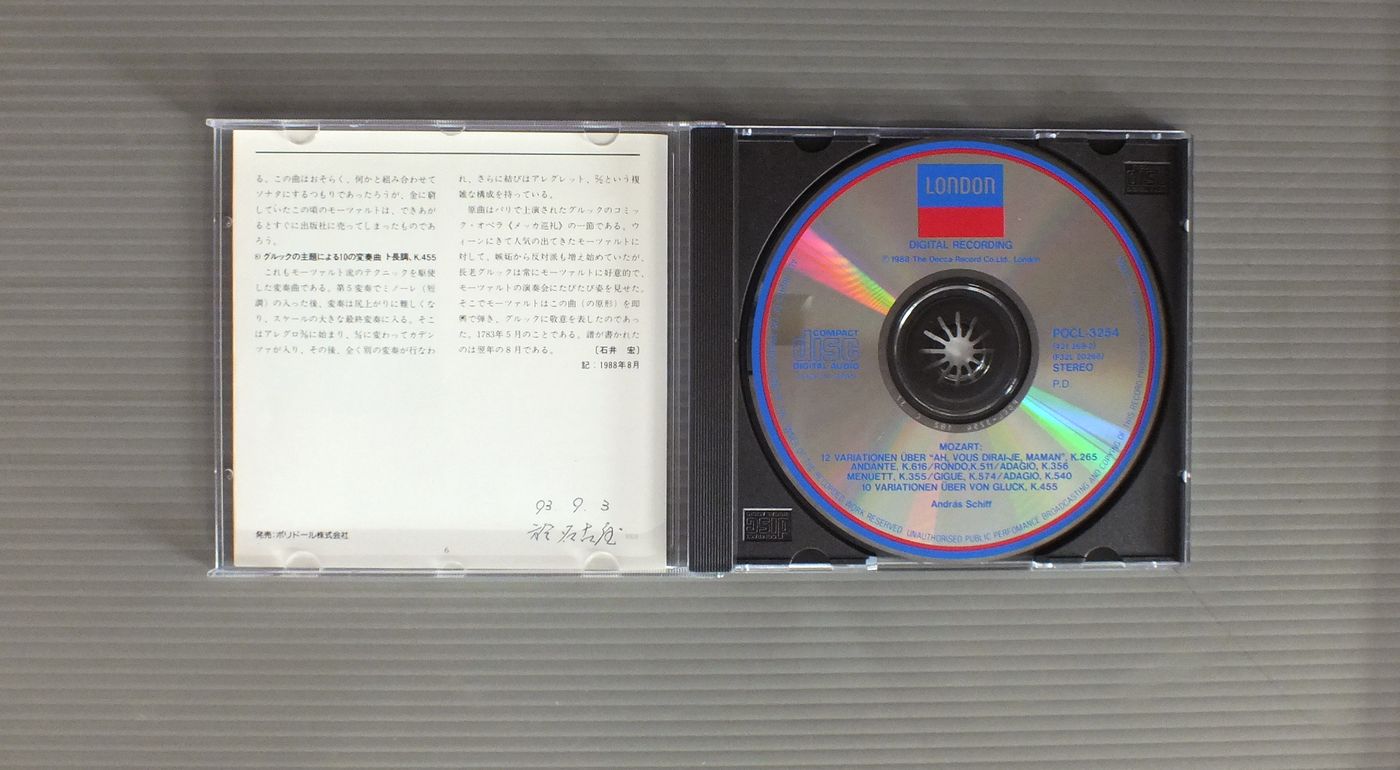 る。この曲はおそらく、何かと組み合わせて
ソナタにするつもりであったろうが、金に窮
していたこの頃のモーツァルトは、できあが
るとすぐに出版社に売ってしまったものであ
ろう。
8) グルックの主題による10の変奏曲 ト長調、K.455
これもモーツァルト流のテクニックを駆使
した変奏曲である。第5変奏でミノーレ(短
調)の入った後、変奏は尻上がりに難しくな
り、スケールの大きな最終変奏に入る。そこ
はアレグロ
に始まり、
に変わってカデン
ツァが入り、その後、全く別の変奏が行なわ
れ、さらに結びはアレグレット、
という複
雑な構成を持っている。
原曲はパリで上演されたグルックのコミッ
ク・オペラ《メッカ巡礼》の一節である。ウ
ィーンにきて人気の出てきたモーツァルトに
対して、嫉妬から反対派も増え始めていたが、
長老グルックは常にモーツァルトに好意的で、
モーツァルトの演奏会にたびたび姿を見せた。
そこでモーツァルトはこの曲(の原形)を即
興で弾き、グルックに敬意を表したのであっ
た。1783年5月のことである。譜が書かれた
のは翌年の8月である。 〔石井 宏〕
記:1988年8月
93 9. 3
発売:ポリドール株式会社
6
LONDON
DIGITAL RECORDING
Ⓟ1988 The Decca Record Co.Ltd., London
COMPACT
disc
DIGITAL AUDIO
POCL-3254
(421 369-2)
(F32L 20266)
STEREO
P.D
MOZART:
12 VARIATIONEN ÜBER "AH, VOUS DIRAI-JE, MAMAN", K.265
ANDANTE, K.616/RONDO,K.511/ADAGIO, K.356
MENUETT, K.355/GIGUE, K.574/ADAGIO, K.540
10 VARIATIONEN ÜBER VON GLUCK, K.455
András Schiff
RECORDED WORK RESERVED. UNAUTHORISED PUBLIC PERFOMANCE BROADCASTING AND COPYING OF THIS RECORD PROHIBITED